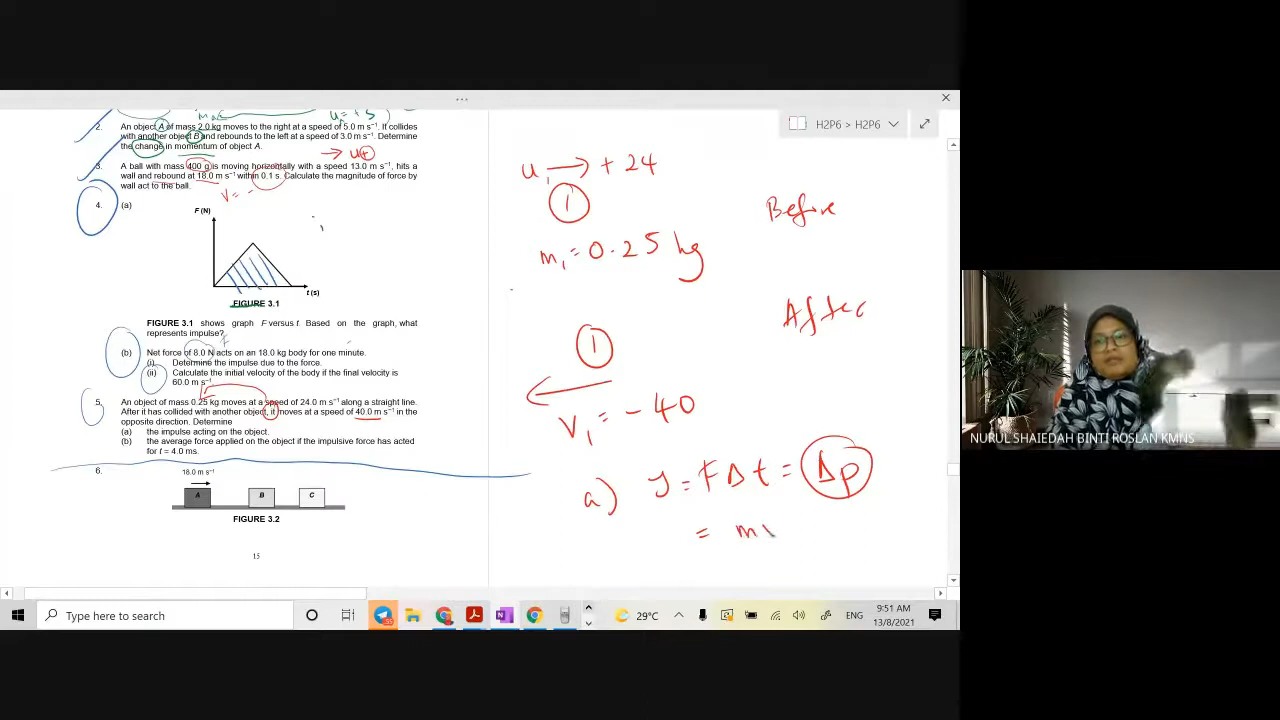 H2P6 > H2P6
2. An object A of mass 2.0 kg moves to the right at a speed of 5.0 m s⁻¹. It collides
with another object B and rebounds to the left at a speed of 3.0 m s⁻¹. Determine
the change in momentum of object A.
→ u+
3. A ball with mass 400 g is moving horizontally with a speed 13.0 m s⁻¹, hits a
wall and rebound at 18.0 m s⁻¹ within 0.1 s. Calculate the magnitude of force by
wall act to the ball.
v = -
4. (a)
F (N)
t (s)
FIGURE 3.1
FIGURE 3.1 shows graph F versus t. Based on the graph, what
represents impulse?
(b) Net force of 8.0 N acts on an 18.0 kg body for one minute.
(i) Determine the impulse due to the force.
(ii) Calculate the initial velocity of the body if the final velocity is
60.0 m s⁻¹
5. An object of mass 0.25 kg moves at a speed of 24.0 m s⁻¹ along a straight line.
After it has collided with another object, it moves at a speed of 40.0 m s⁻¹ in the
opposite direction. Determine
(a) the impulse acting on the object.
(b) the average force applied on the object if the impulsive force has acted
for t = 4.0 ms.
6.
18.0 m s⁻¹
A B C
FIGURE 3.2
15
u₁ → + 24
1
Before
m₁ = 0.25 kg
After
1
v₁ = - 40
a) J = F Δt = Δp
= m
NURUL SHAIEDAH BINTI ROSLAN KMNS
Type here to search
29°C
ENG
9:51 AM
13/8/2021